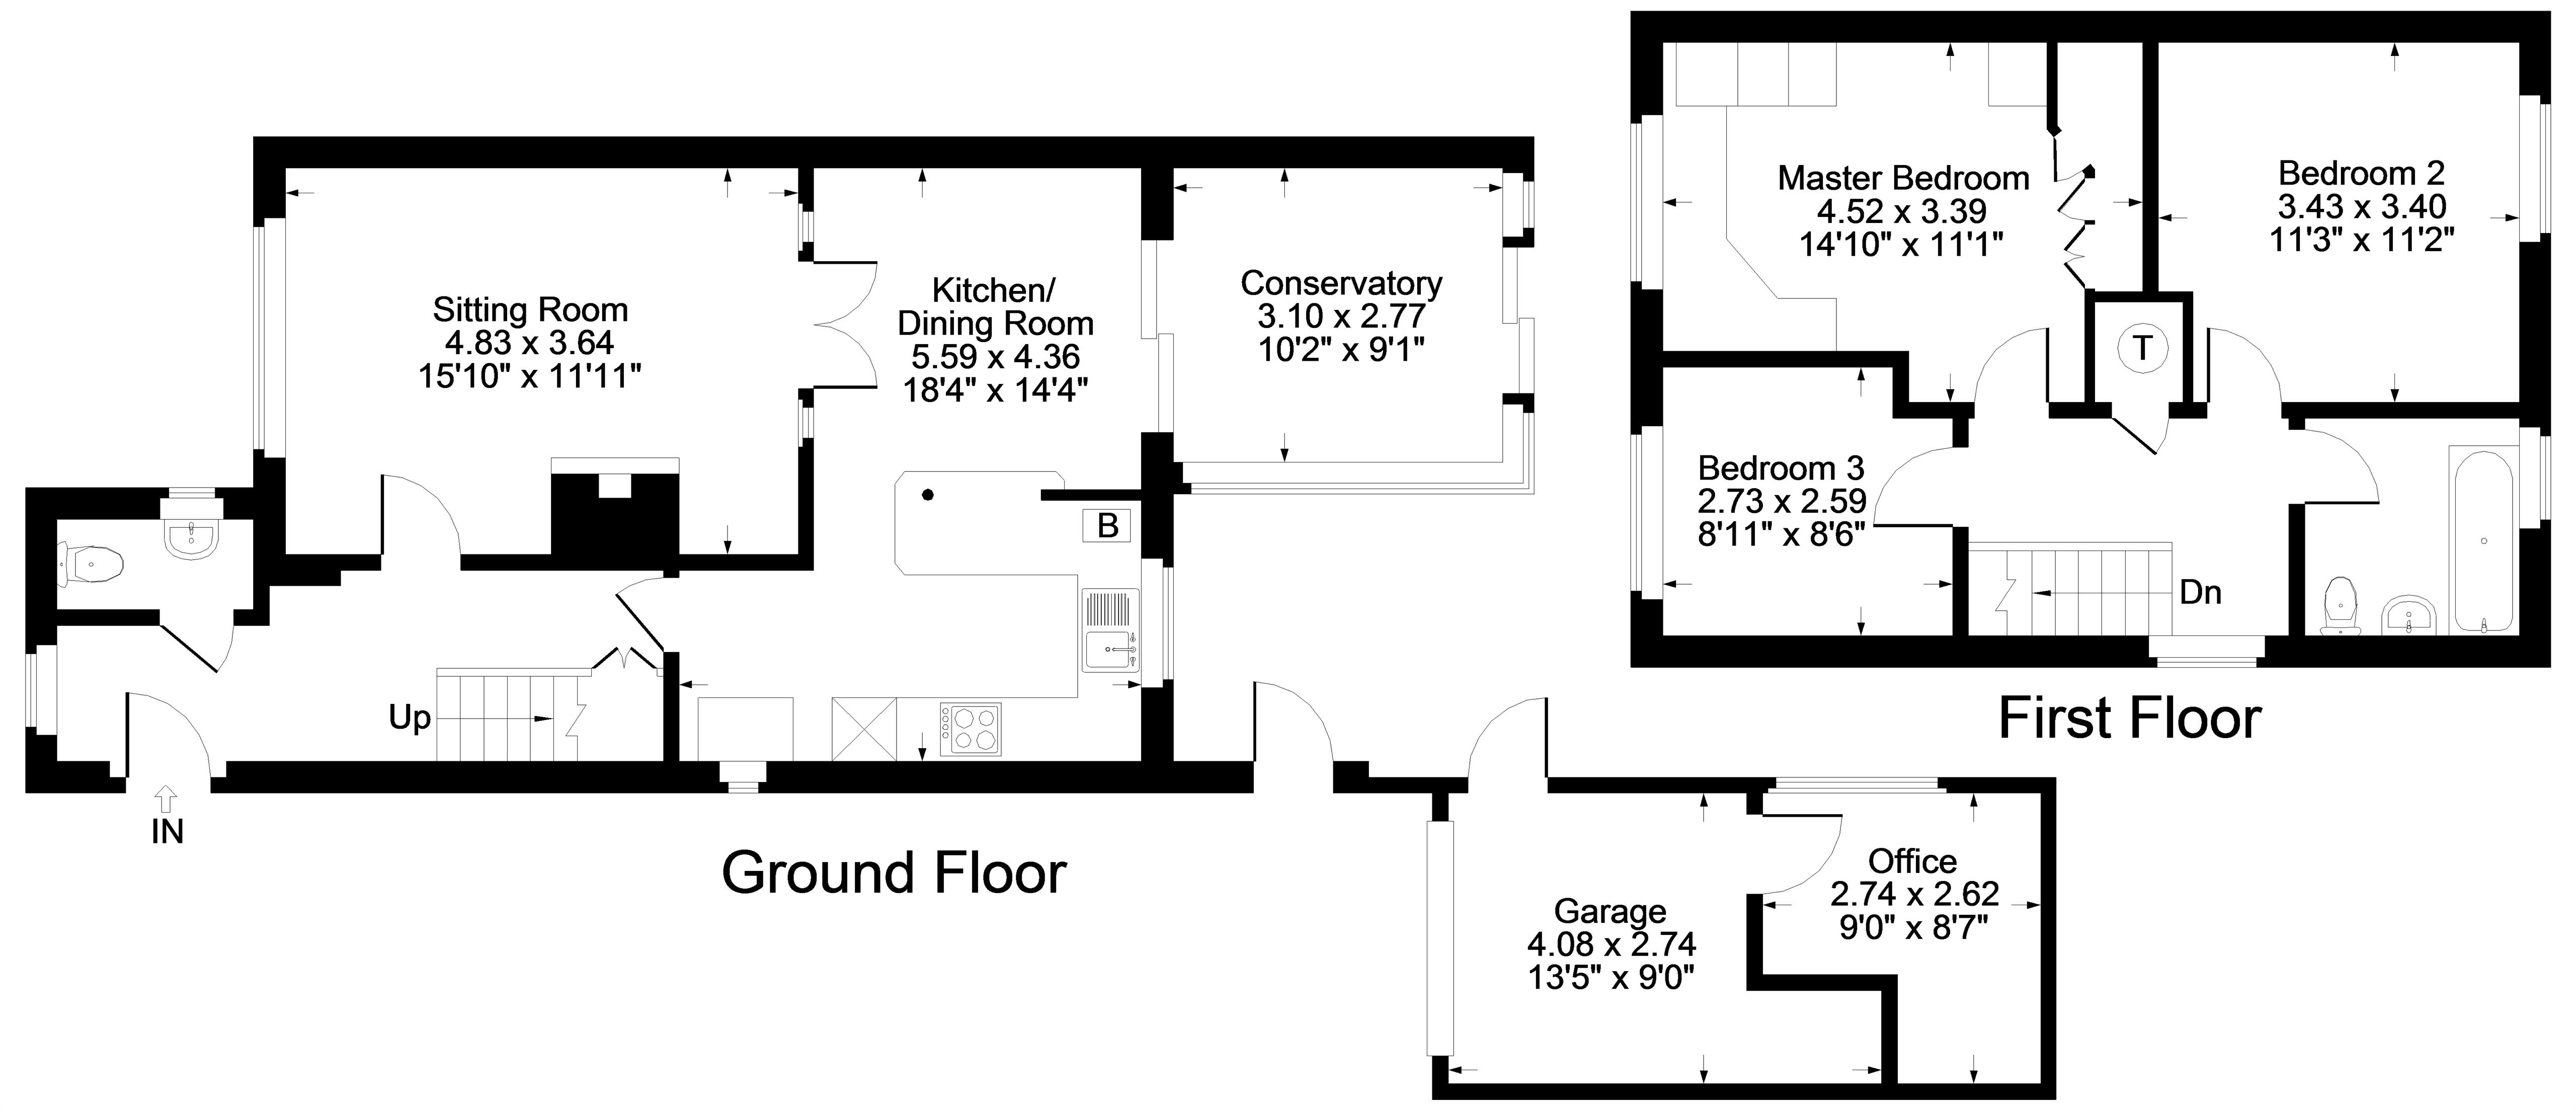 Sitting Room
4.83 x 3.64
15'10" x 11'11"
Kitchen/
Dining Room
5.59 x 4.36
18'4" x 14'4"
Conservatory
3.10 x 2.77
10'2" x 9'1"
B
Up
IN
Ground Floor
Garage
4.08 x 2.74
13'5" x 9'0"
Office
2.74 x 2.62
9'0" x 8'7"
Master Bedroom
4.52 x 3.39
14'10" x 11'1"
Bedroom 2
3.43 x 3.40
11'3" x 11'2"
T
Bedroom 3
2.73 x 2.59
8'11" x 8'6"
Dn
First Floor